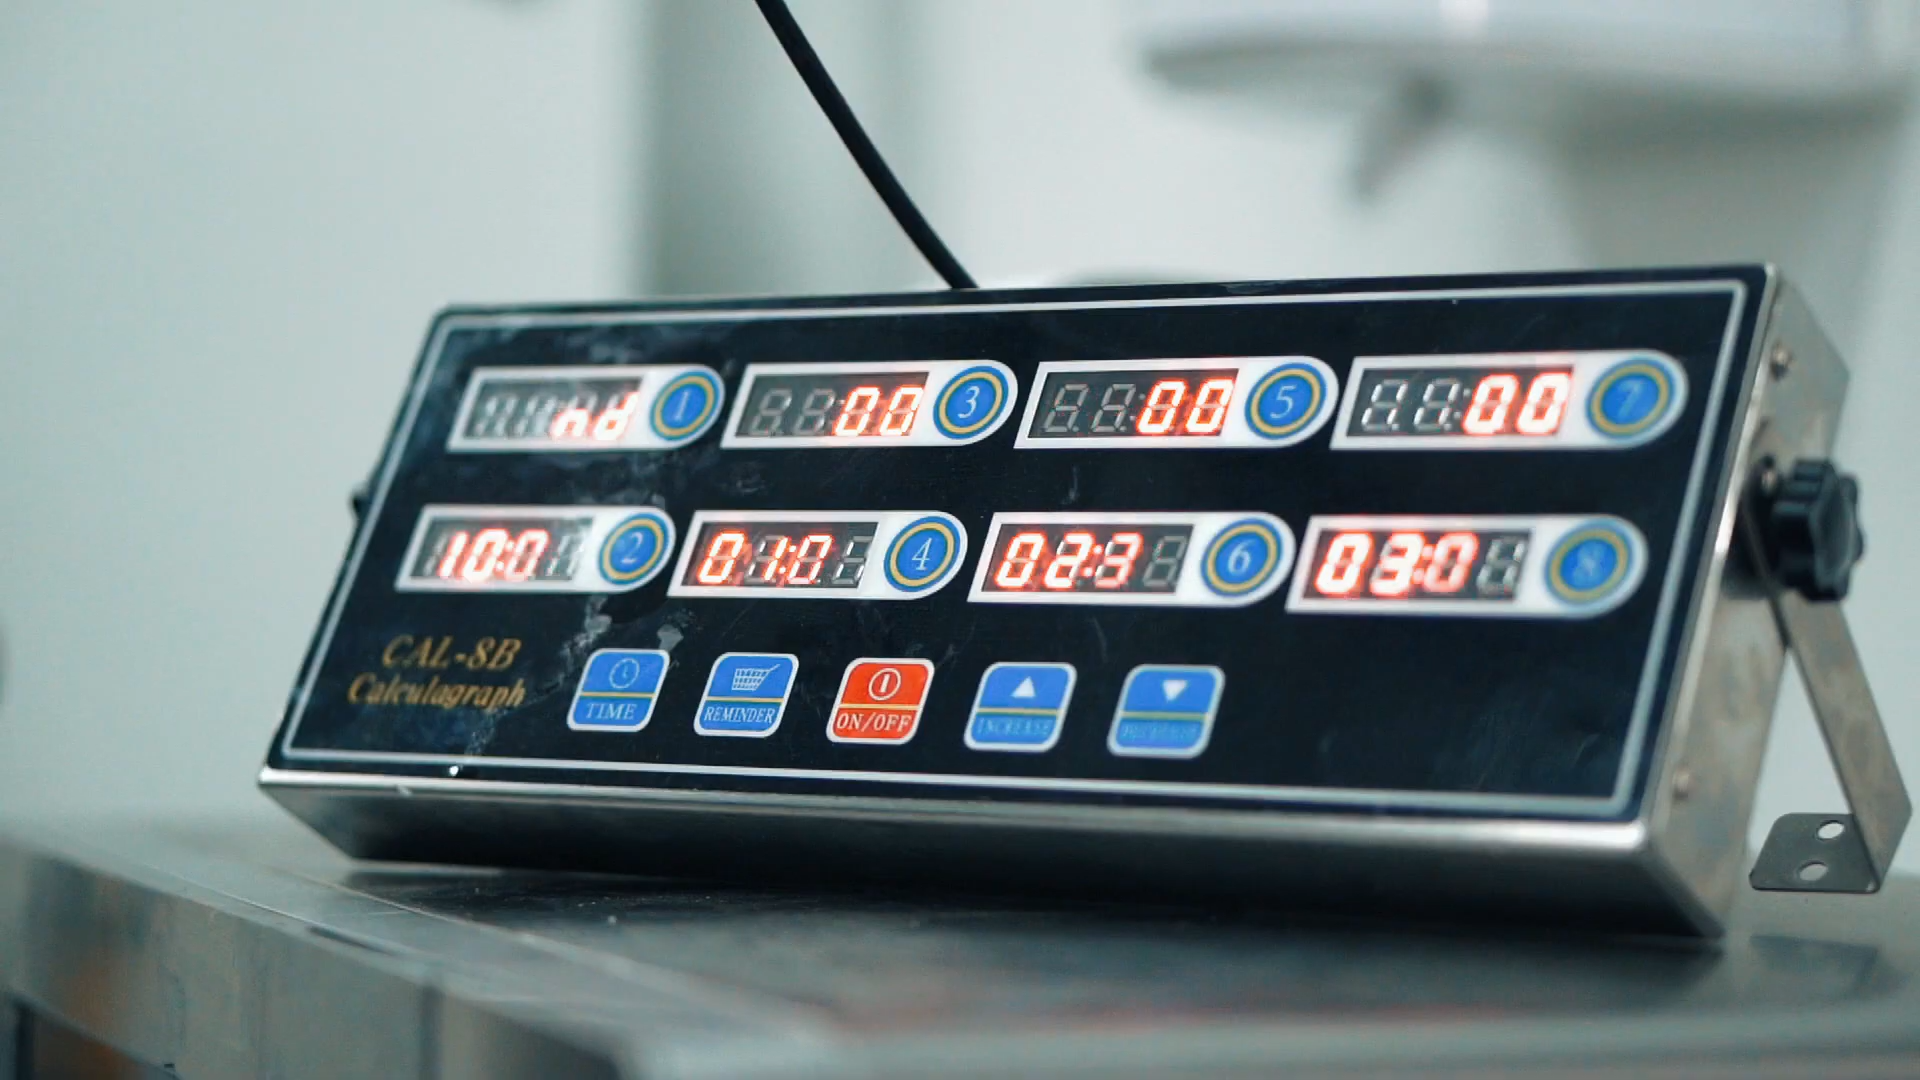 nd 1 00 3 00 5 00 7
10:0 2 01:0 4 02:3 6 03:0 8
CAL-8B
Calculagraph
TIME REMINDER ON/OFF INCREASE